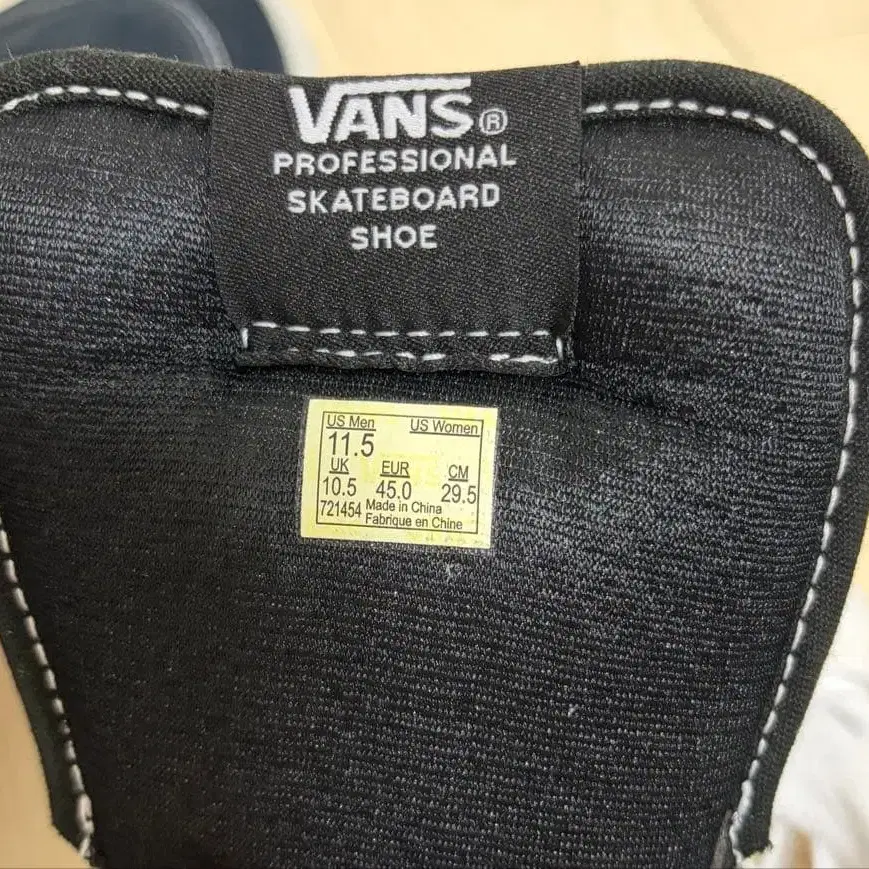 VANS®
PROFESSIONAL
SKATEBOARD
SHOE
US Men US Women
11.5
UK EUR CM
10.5 45.0 29.5
721454 Made in China
Fabrique en Chine
VANS